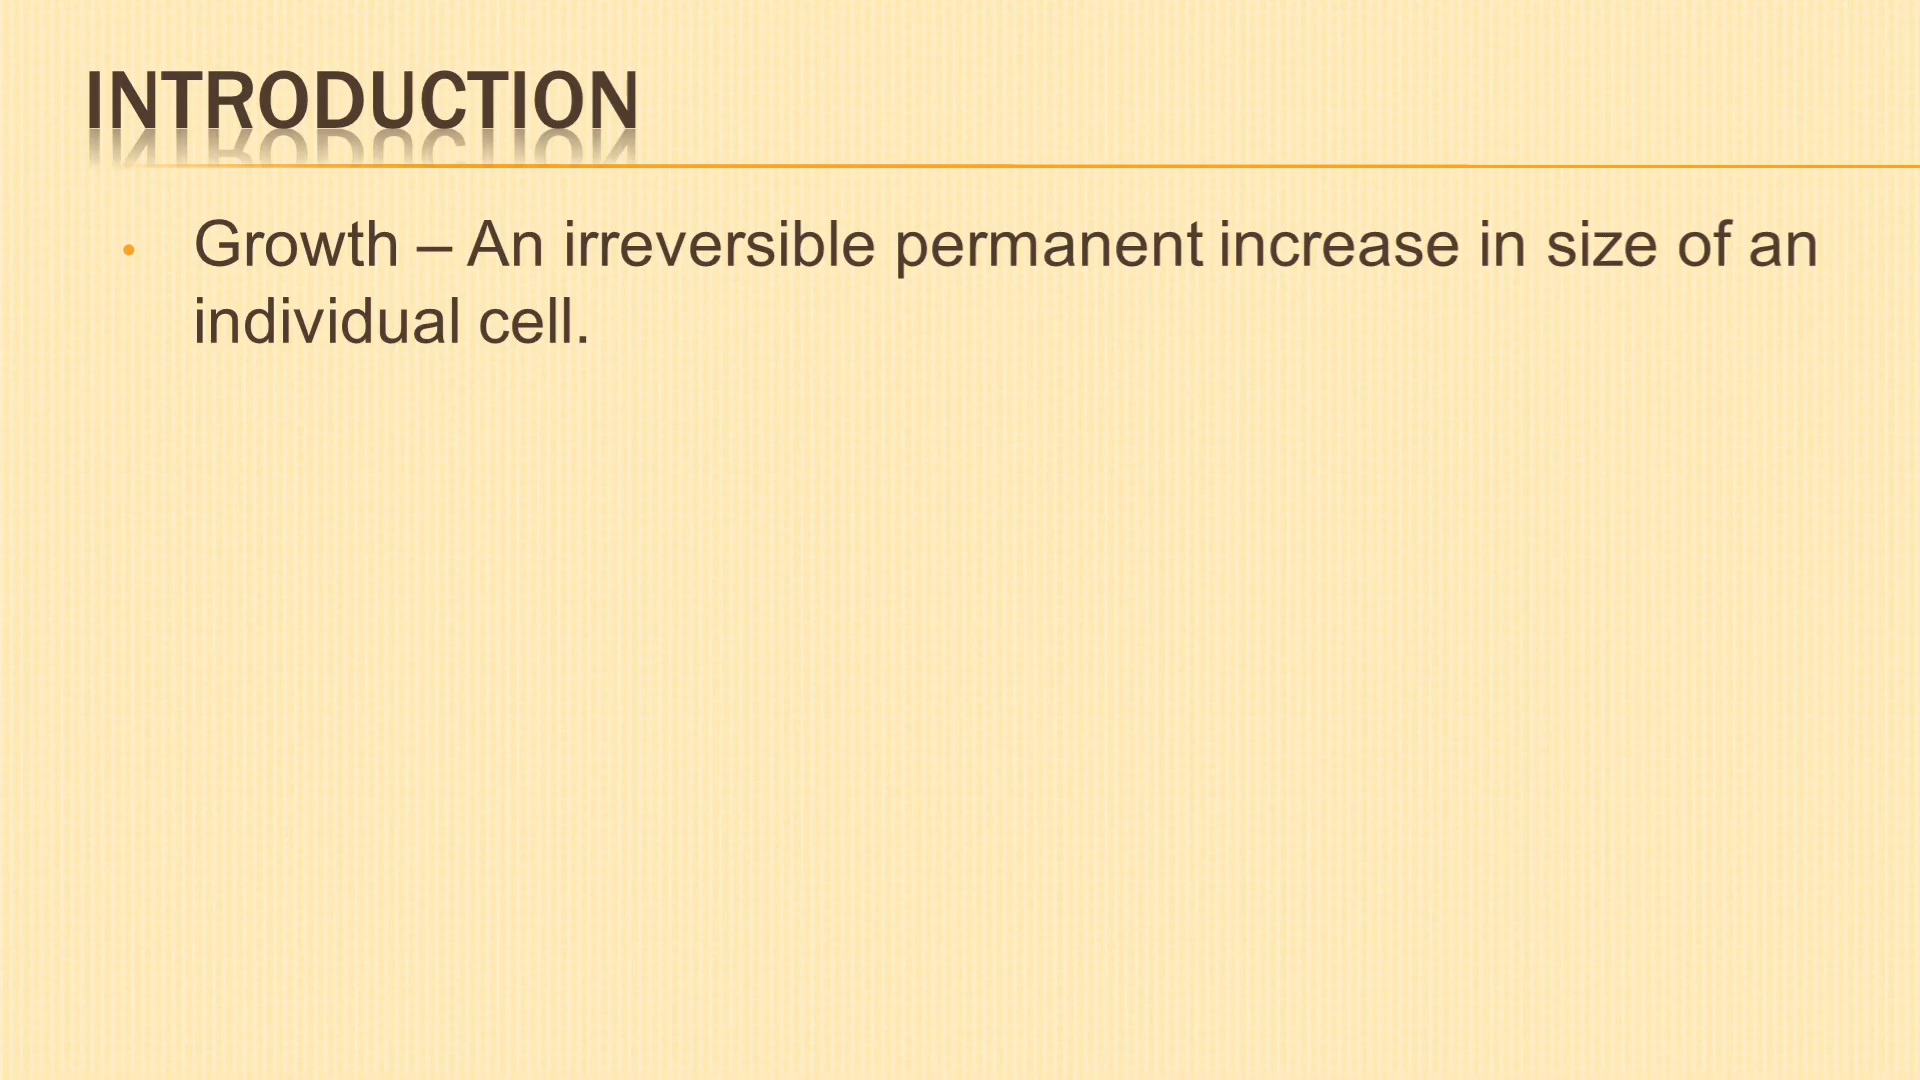 INTRODUCTION
• Growth – An irreversible permanent increase in size of an
individual cell.